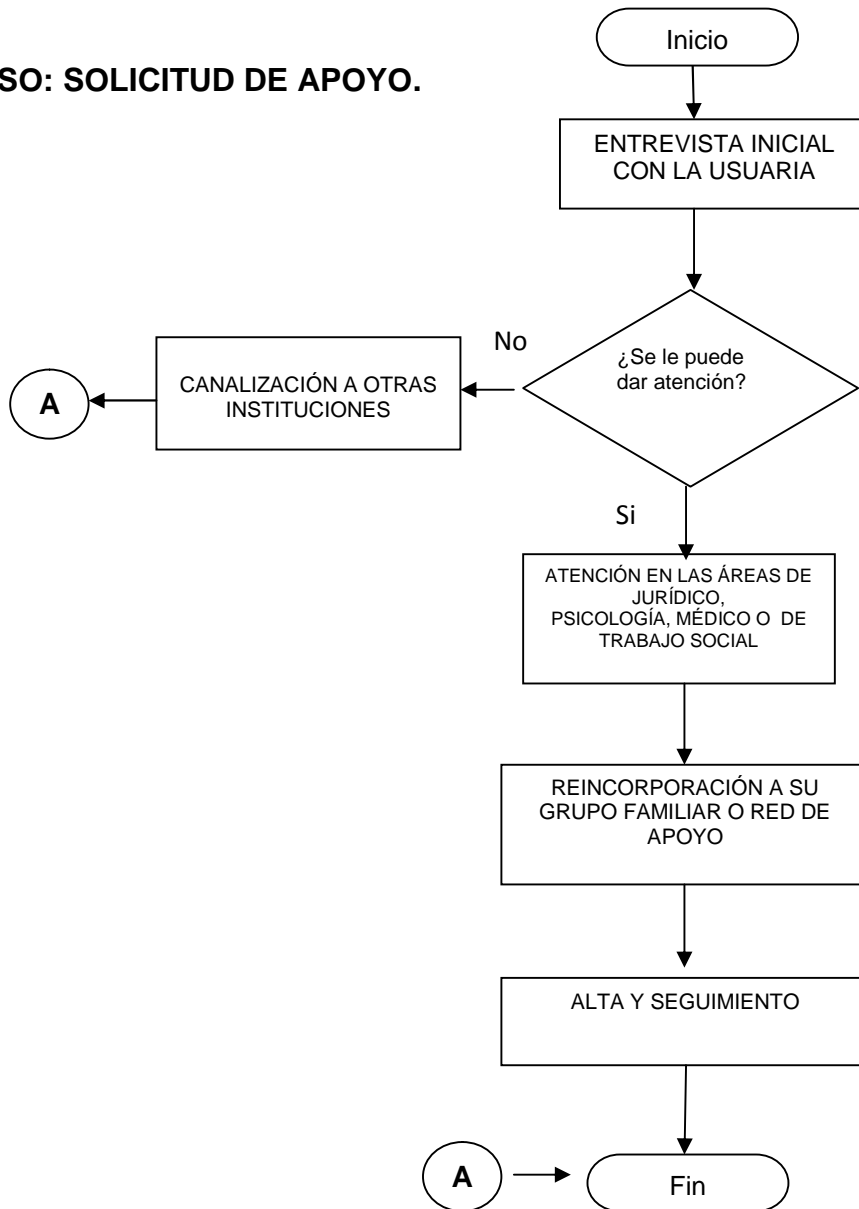 Inicio
SO: SOLICITUD DE APOYO.
ENTREVISTA INICIAL
CON LA USUARIA
No
¿Se le puede
dar atención?
CANALIZACIÓN A OTRAS
INSTITUCIONES
A
Si
ATENCIÓN EN LAS ÁREAS DE
JURÍDICO,
PSICOLOGÍA, MÉDICO O DE
TRABAJO SOCIAL
REINCORPORACIÓN A SU
GRUPO FAMILIAR O RED DE
APOYO
ALTA Y SEGUIMIENTO
A
Fin